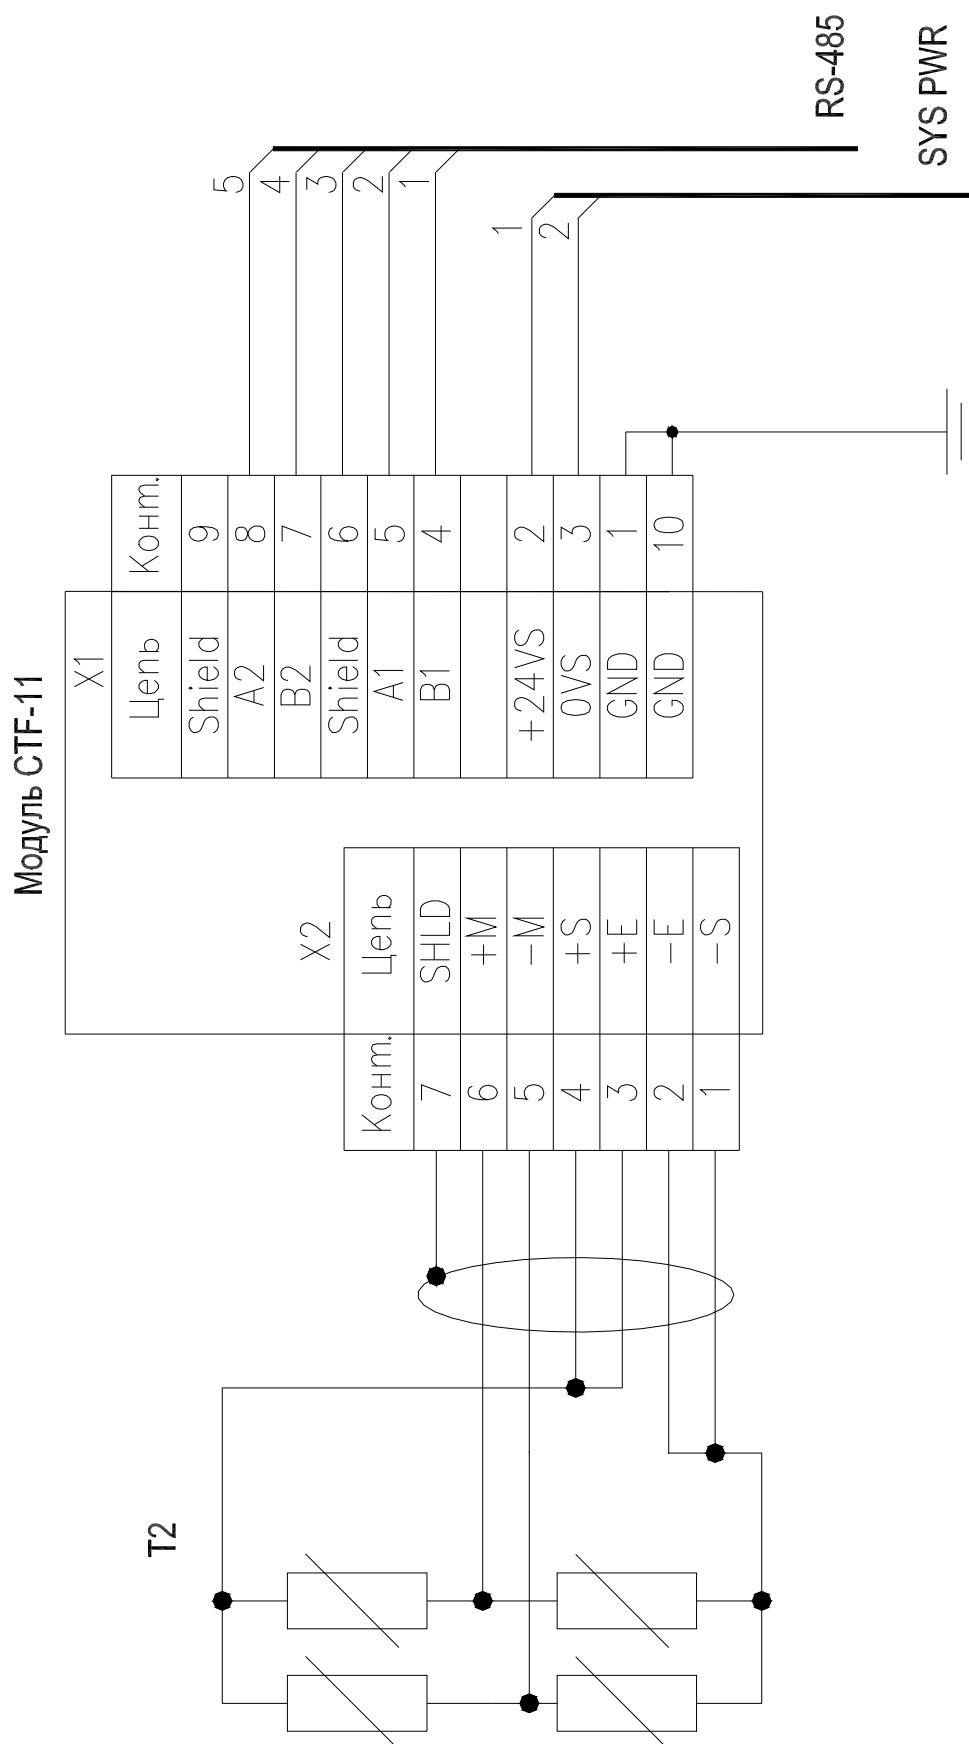 Модуль CTF-11
X1
Цепь Конт.
Shield 9
A2 8
B2 7
Shield 6
A1 5
B1 4
+24VS 2
0VS 3
GND 1
GND 10
5
4
3
2
1
1
2
RS-485
SYS PWR
X2
Конт. Цепь
7 SHLD
6 +M
5 -M
4 +S
3 +E
2 -E
1 -S
T2